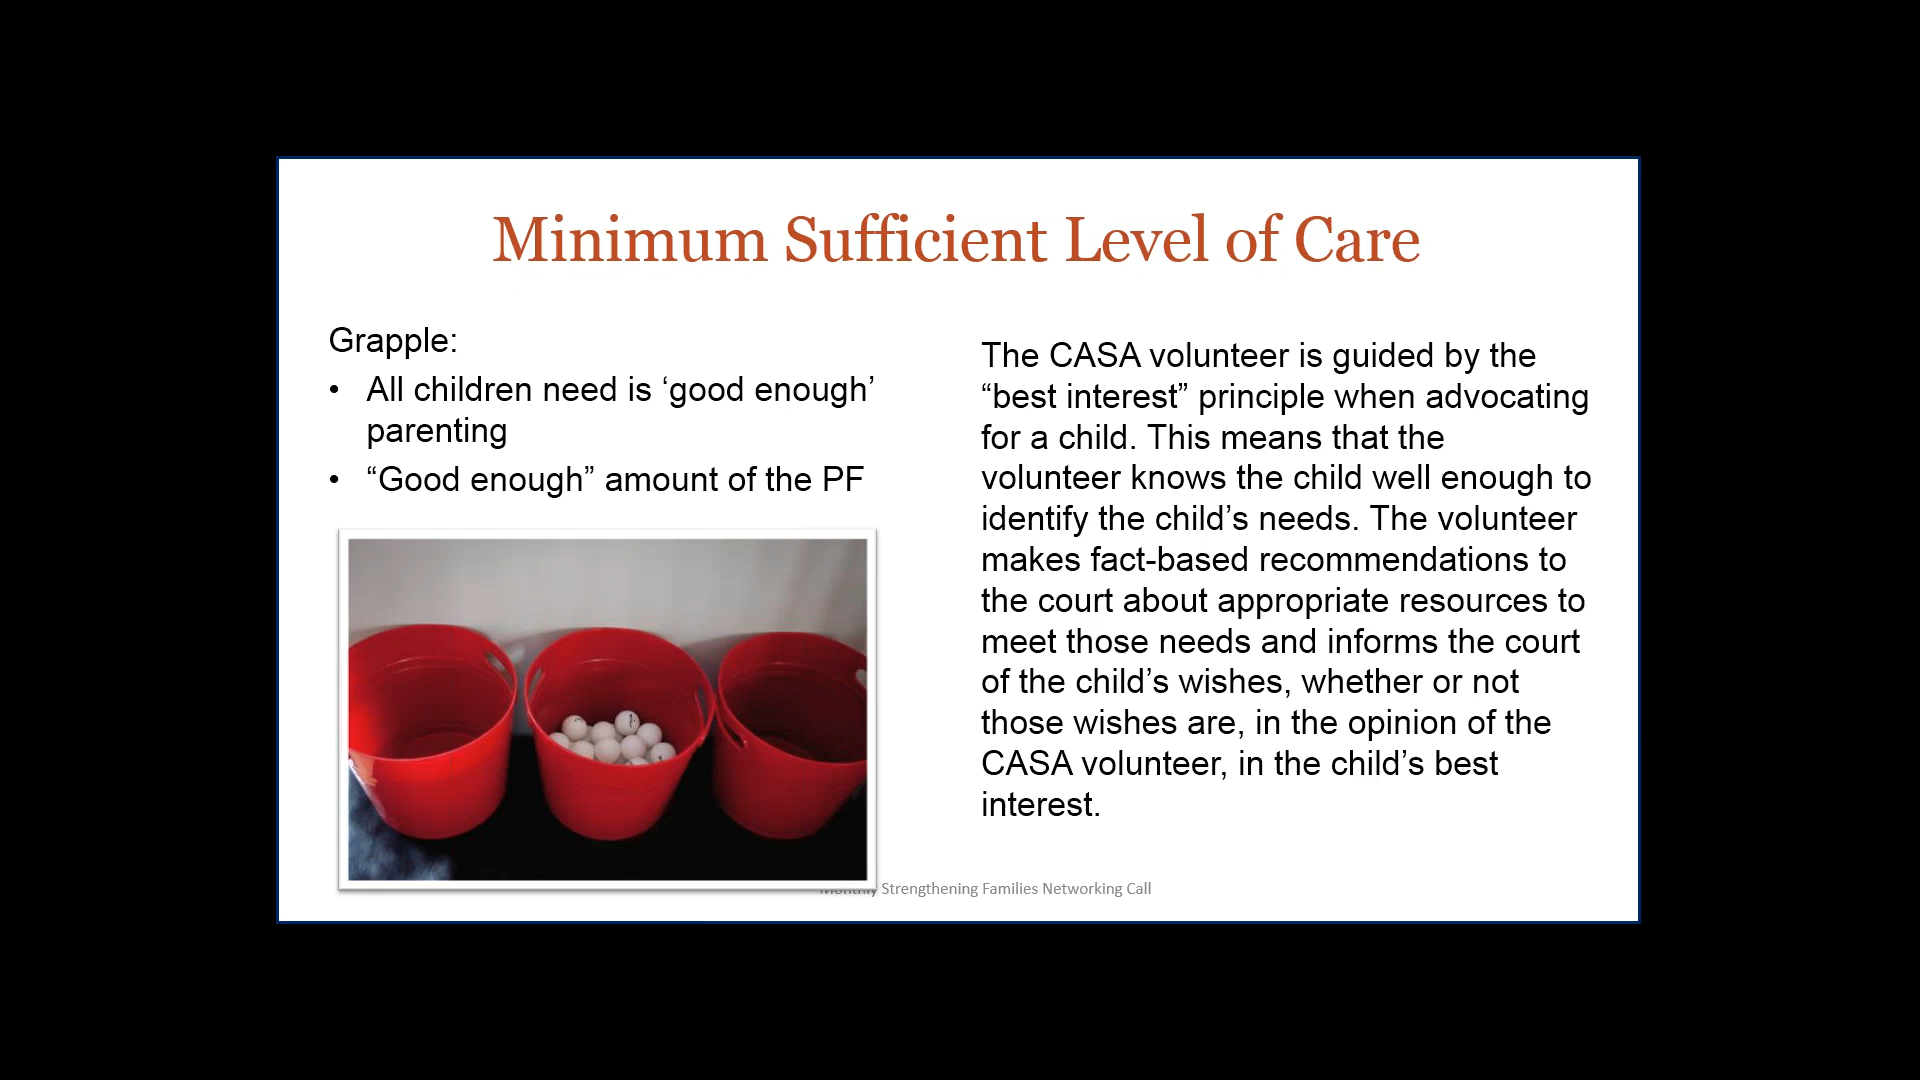 Minimum Sufficient Level of Care
Grapple:
• All children need is ‘good enough’
parenting
• “Good enough” amount of the PF
The CASA volunteer is guided by the
“best interest” principle when advocating
for a child. This means that the
volunteer knows the child well enough to
identify the child’s needs. The volunteer
makes fact-based recommendations to
the court about appropriate resources to
meet those needs and informs the court
of the child’s wishes, whether or not
those wishes are, in the opinion of the
CASA volunteer, in the child’s best
interest.
Monthly Strengthening Families Networking Call